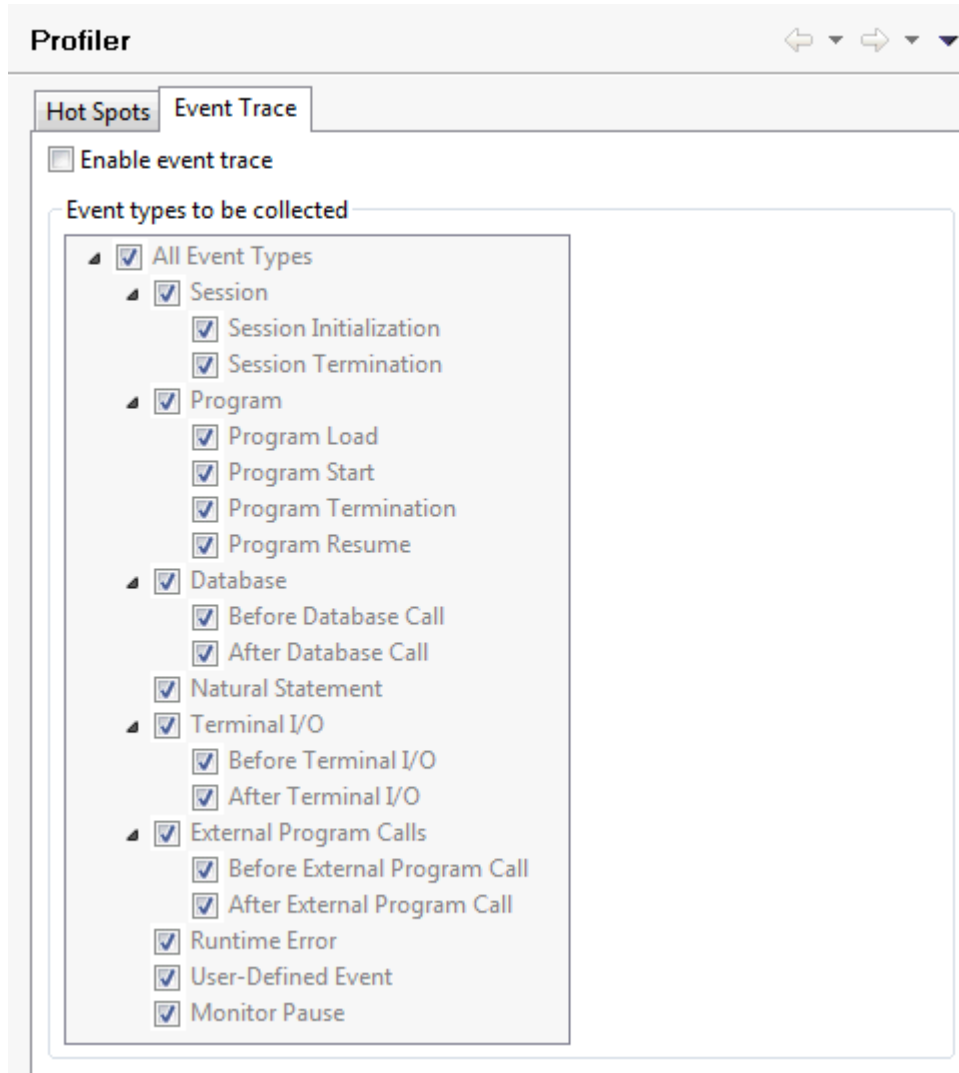 Profiler
Hot Spots Event Trace
Enable event trace
Event types to be collected
All Event Types
Session
Session Initialization
Session Termination
Program
Program Load
Program Start
Program Termination
Program Resume
Database
Before Database Call
After Database Call
Natural Statement
Terminal I/O
Before Terminal I/O
After Terminal I/O
External Program Calls
Before External Program Call
After External Program Call
Runtime Error
User-Defined Event
Monitor Pause